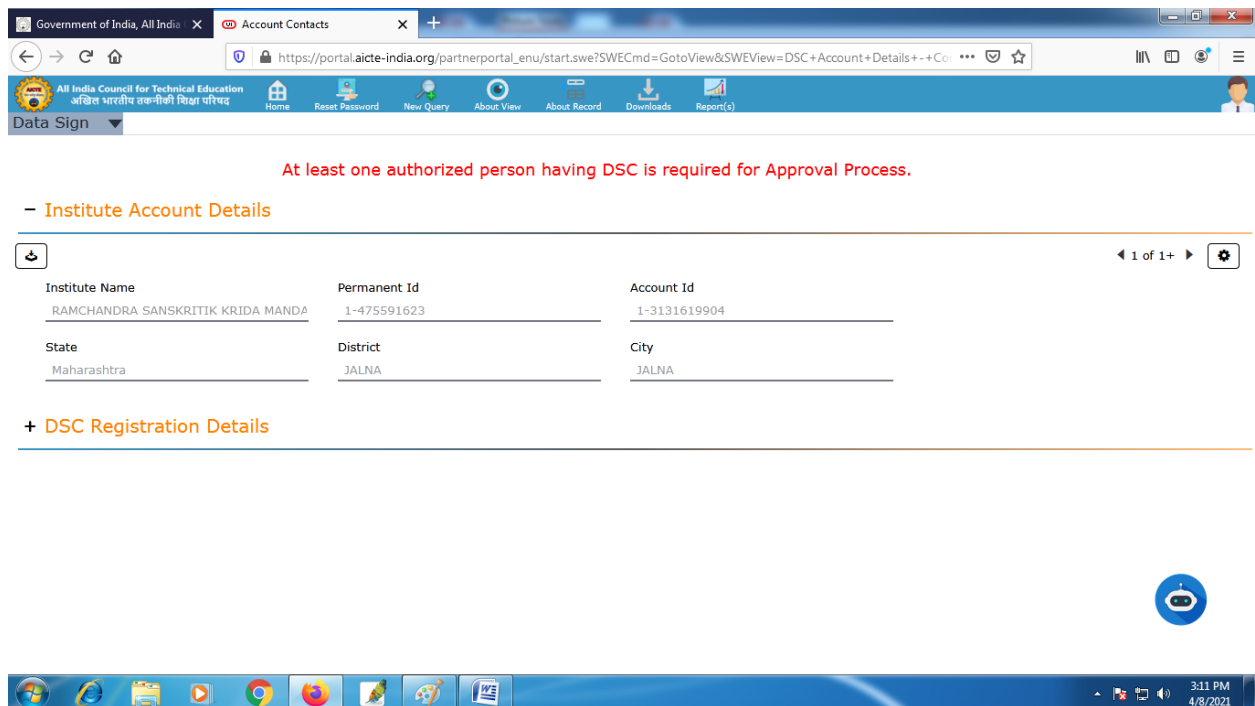 Government of India, All India
Account Contacts
https://portal.aicte-india.org/partnerportal_enu/start.swe?SWECmd=GotoView&SWEView=DSC+Account+Details+-+Co
All India Council for Technical Education
अखिल भारतीय तकनीकी शिक्षा परिषद
Home
Reset Password
New Query
About View
About Record
Downloads
Report(s)
Data Sign
At least one authorized person having DSC is required for Approval Process.
Institute Account Details
1 of 1+
Institute Name Permanent Id Account Id
RAMCHANDRA SANSKRITIK KRIDA MANDA 1-475591623 1-3131619904
State District City
Maharashtra JALNA JALNA
+ DSC Registration Details
3:11 PM
4/8/2021